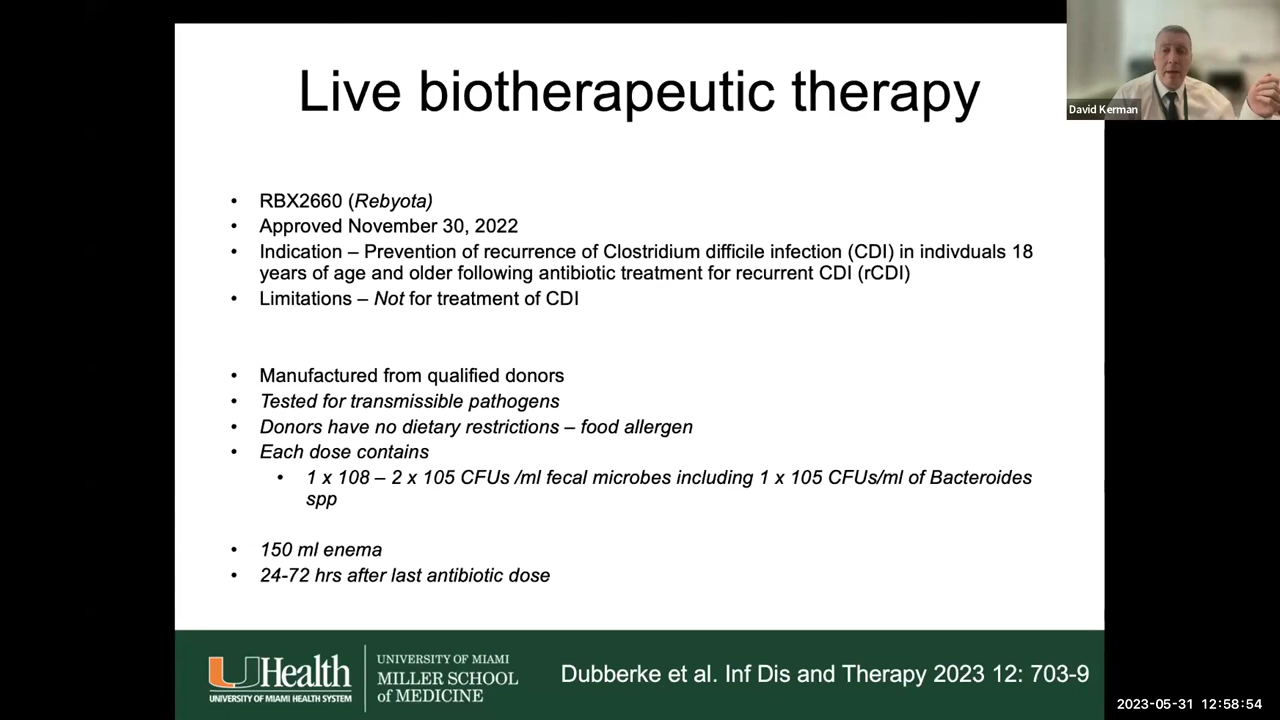 Live biotherapeutic therapy
David Kerman
• RBX2660 (Rebyota)
• Approved November 30, 2022
• Indication – Prevention of recurrence of Clostridium difficile infection (CDI) in indivduals 18
years of age and older following antibiotic treatment for recurrent CDI (rCDI)
• Limitations – Not for treatment of CDI
• Manufactured from qualified donors
• Tested for transmissible pathogens
• Donors have no dietary restrictions – food allergen
• Each dose contains
• 1 x 108 – 2 x 105 CFUs /ml fecal microbes including 1 x 105 CFUs/ml of Bacteroides
spp
• 150 ml enema
• 24-72 hrs after last antibiotic dose
UHealth
UNIVERSITY OF MIAMI HEALTH SYSTEM
UNIVERSITY OF MIAMI
MILLER SCHOOL
of MEDICINE
Dubberke et al. Inf Dis and Therapy 2023 12: 703-9
2023-05-31 12:58:54